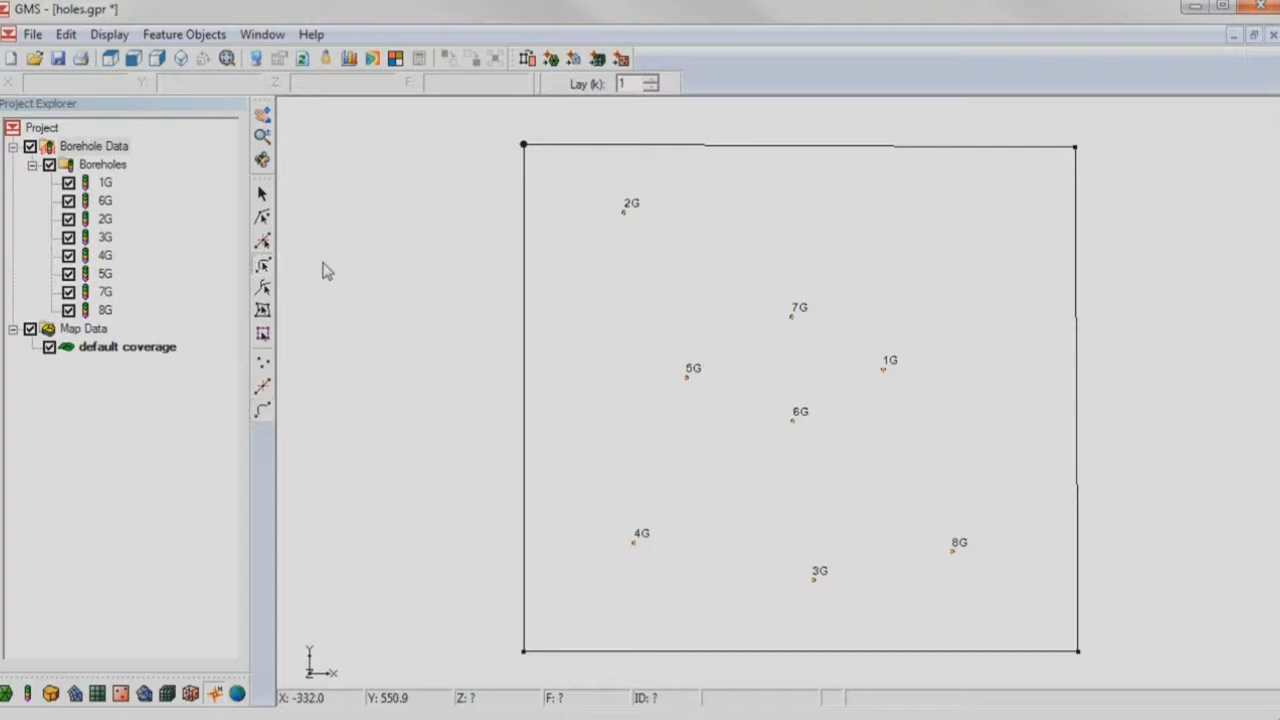 GMS - [holes.gpr *]
File Edit Display Feature Objects Window Help
X: Y: Z: F: Lay (k): 1
Project Explorer
Project
Borehole Data
Boreholes
1G
6G
2G
3G
4G
5G
7G
8G
Map Data
default coverage
2G
7G
1G
5G
6G
4G
8G
3G
Y
Z X
X: -332.0 Y: 550.9 Z: ? F: ? ID: ?